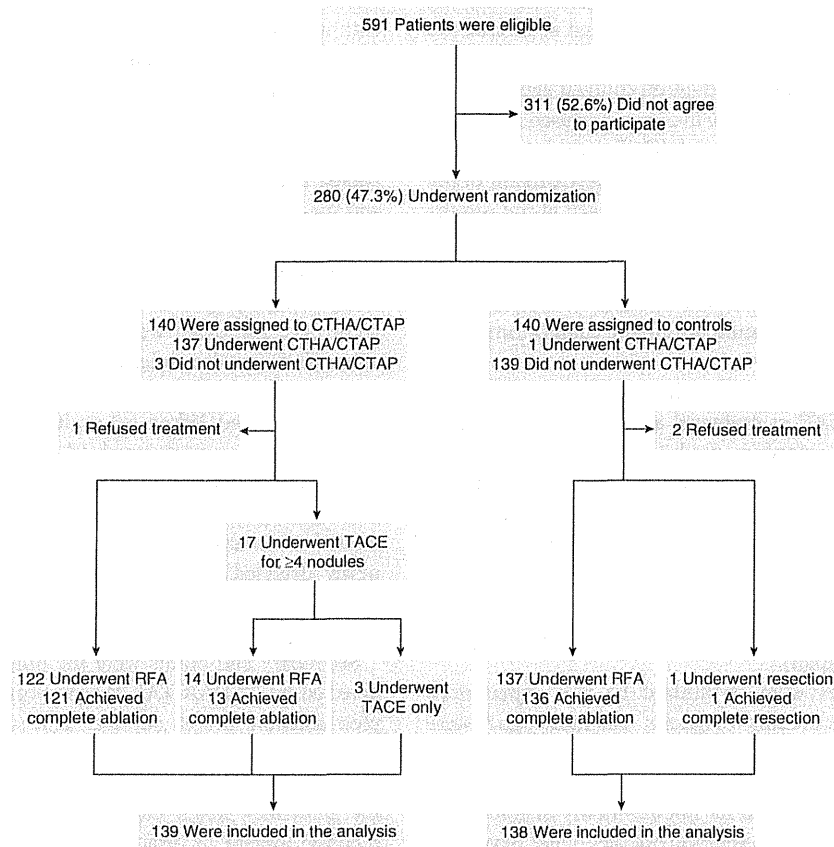 591 Patients were eligible
311 (52.6%) Did not agree
to participate
280 (47.3%) Underwent randomization
140 Were assigned to CTHA/CTAP
137 Underwent CTHA/CTAP
3 Did not underwent CTHA/CTAP
140 Were assigned to controls
1 Underwent CTHA/CTAP
139 Did not underwent CTHA/CTAP
1 Refused treatment
2 Refused treatment
17 Underwent TACE
for ≥4 nodules
122 Underwent RFA
121 Achieved
complete ablation
14 Underwent RFA
13 Achieved
complete ablation
3 Underwent
TACE only
137 Underwent RFA
136 Achieved
complete ablation
1 Underwent resection
1 Achieved
complete resection
139 Were included in the analysis
138 Were included in the analysis